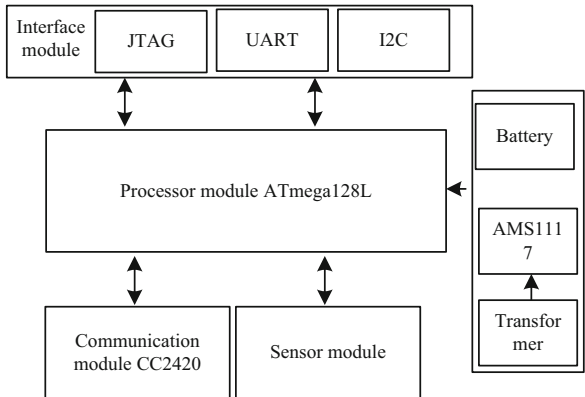 Interface
module
JTAG
UART
I2C
Processor module ATmega128L
Battery
AMS111
7
Transfor
mer
Communication
module CC2420
Sensor module